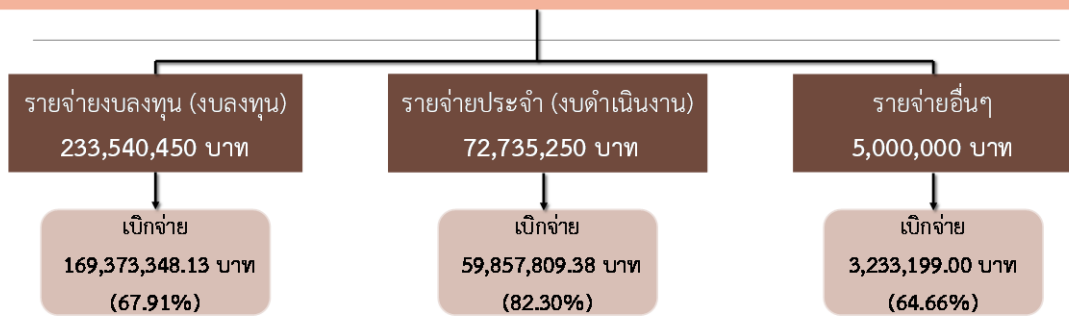 รายจ่ายงบลงทุน (งบลงทุน)
233,540,450 บาท
รายจ่ายประจำ (งบดำเนินงาน)
72,735,250 บาท
รายจ่ายอื่นๆ
5,000,000 บาท
เบิกจ่าย
169,373,348.13 บาท
(67.91%)
เบิกจ่าย
59,857,809.38 บาท
(82.30%)
เบิกจ่าย
3,233,199.00 บาท
(64.66%)